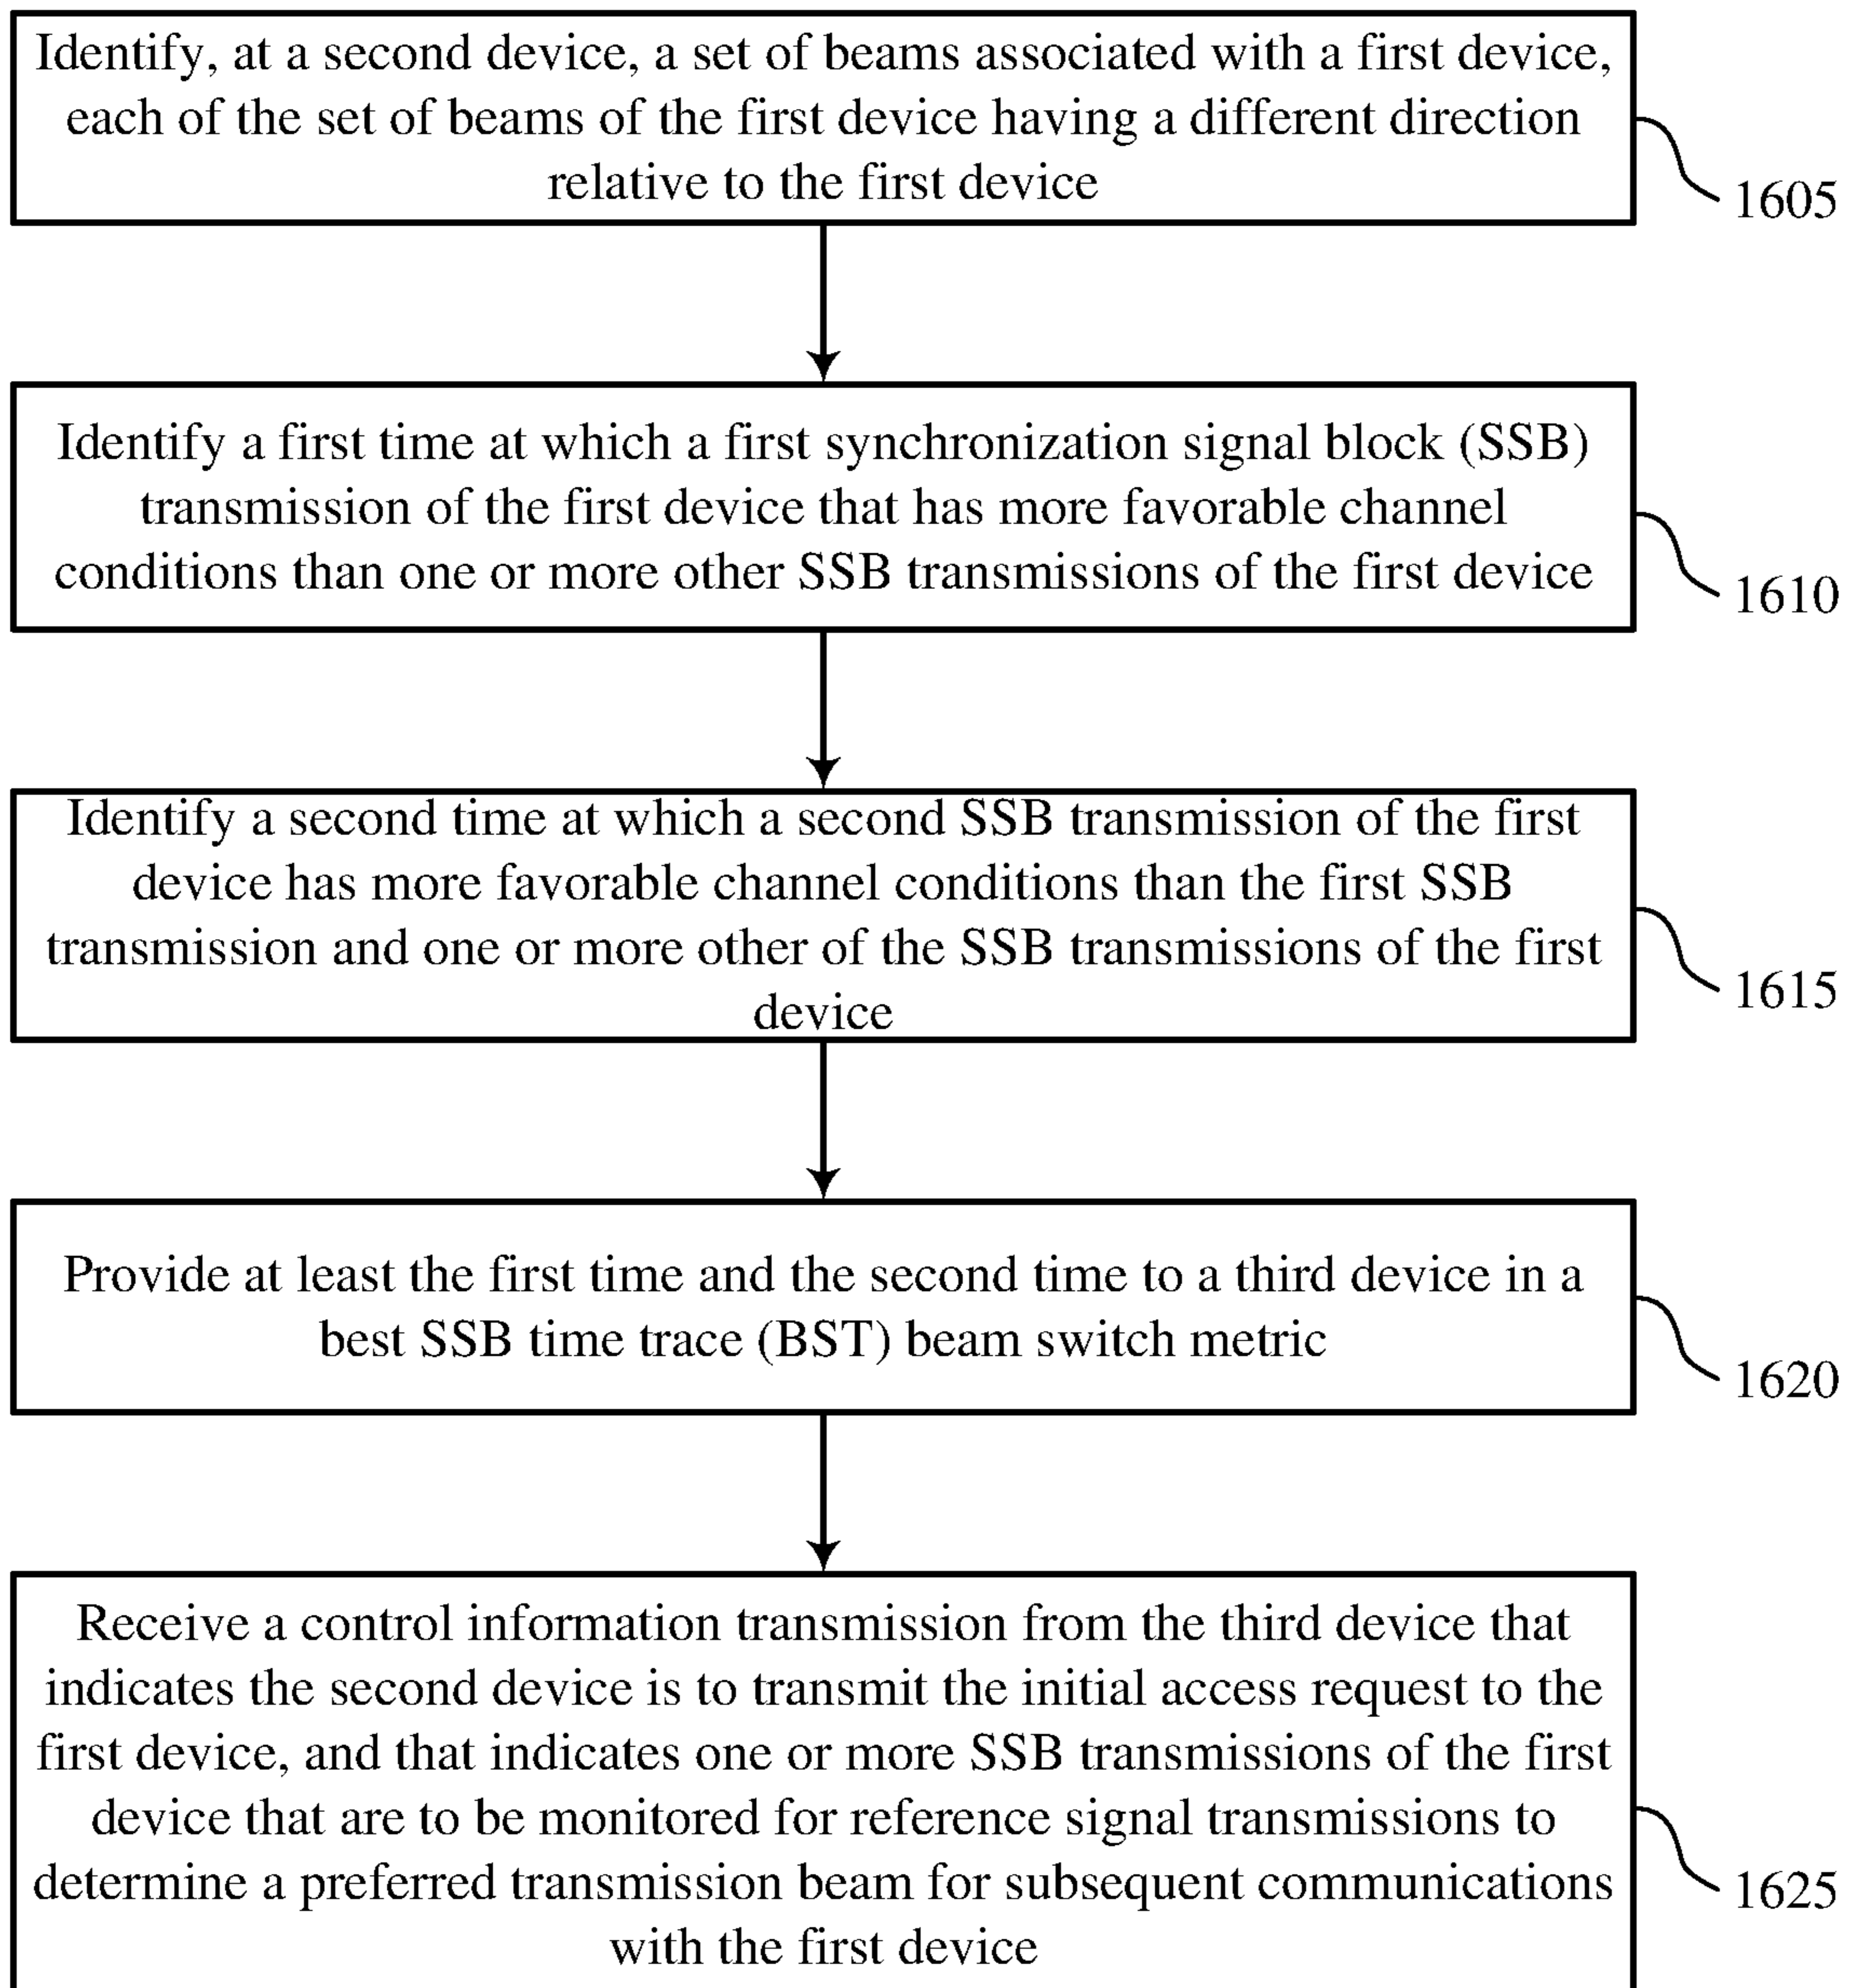 Identify, at a second device, a set of beams associated with a first device,
each of the set of beams of the first device having a different direction
relative to the first device
1605
Identify a first time at which a first synchronization signal block (SSB)
transmission of the first device that has more favorable channel
conditions than one or more other SSB transmissions of the first device
1610
Identify a second time at which a second SSB transmission of the first
device has more favorable channel conditions than the first SSB
transmission and one or more other of the SSB transmissions of the first
device
1615
Provide at least the first time and the second time to a third device in a
best SSB time trace (BST) beam switch metric
1620
Receive a control information transmission from the third device that
indicates the second device is to transmit the initial access request to the
first device, and that indicates one or more SSB transmissions of the first
device that are to be monitored for reference signal transmissions to
determine a preferred transmission beam for subsequent communications
with the first device
1625